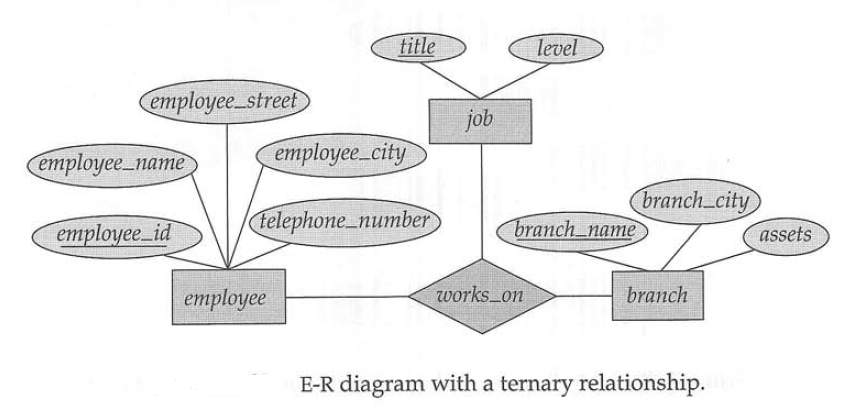 title
level
employee_street
job
employee_name
employee_city
employee_id
telephone_number
branch_name
branch_city
assets
employee
works_on
branch
E-R diagram with a ternary relationship.